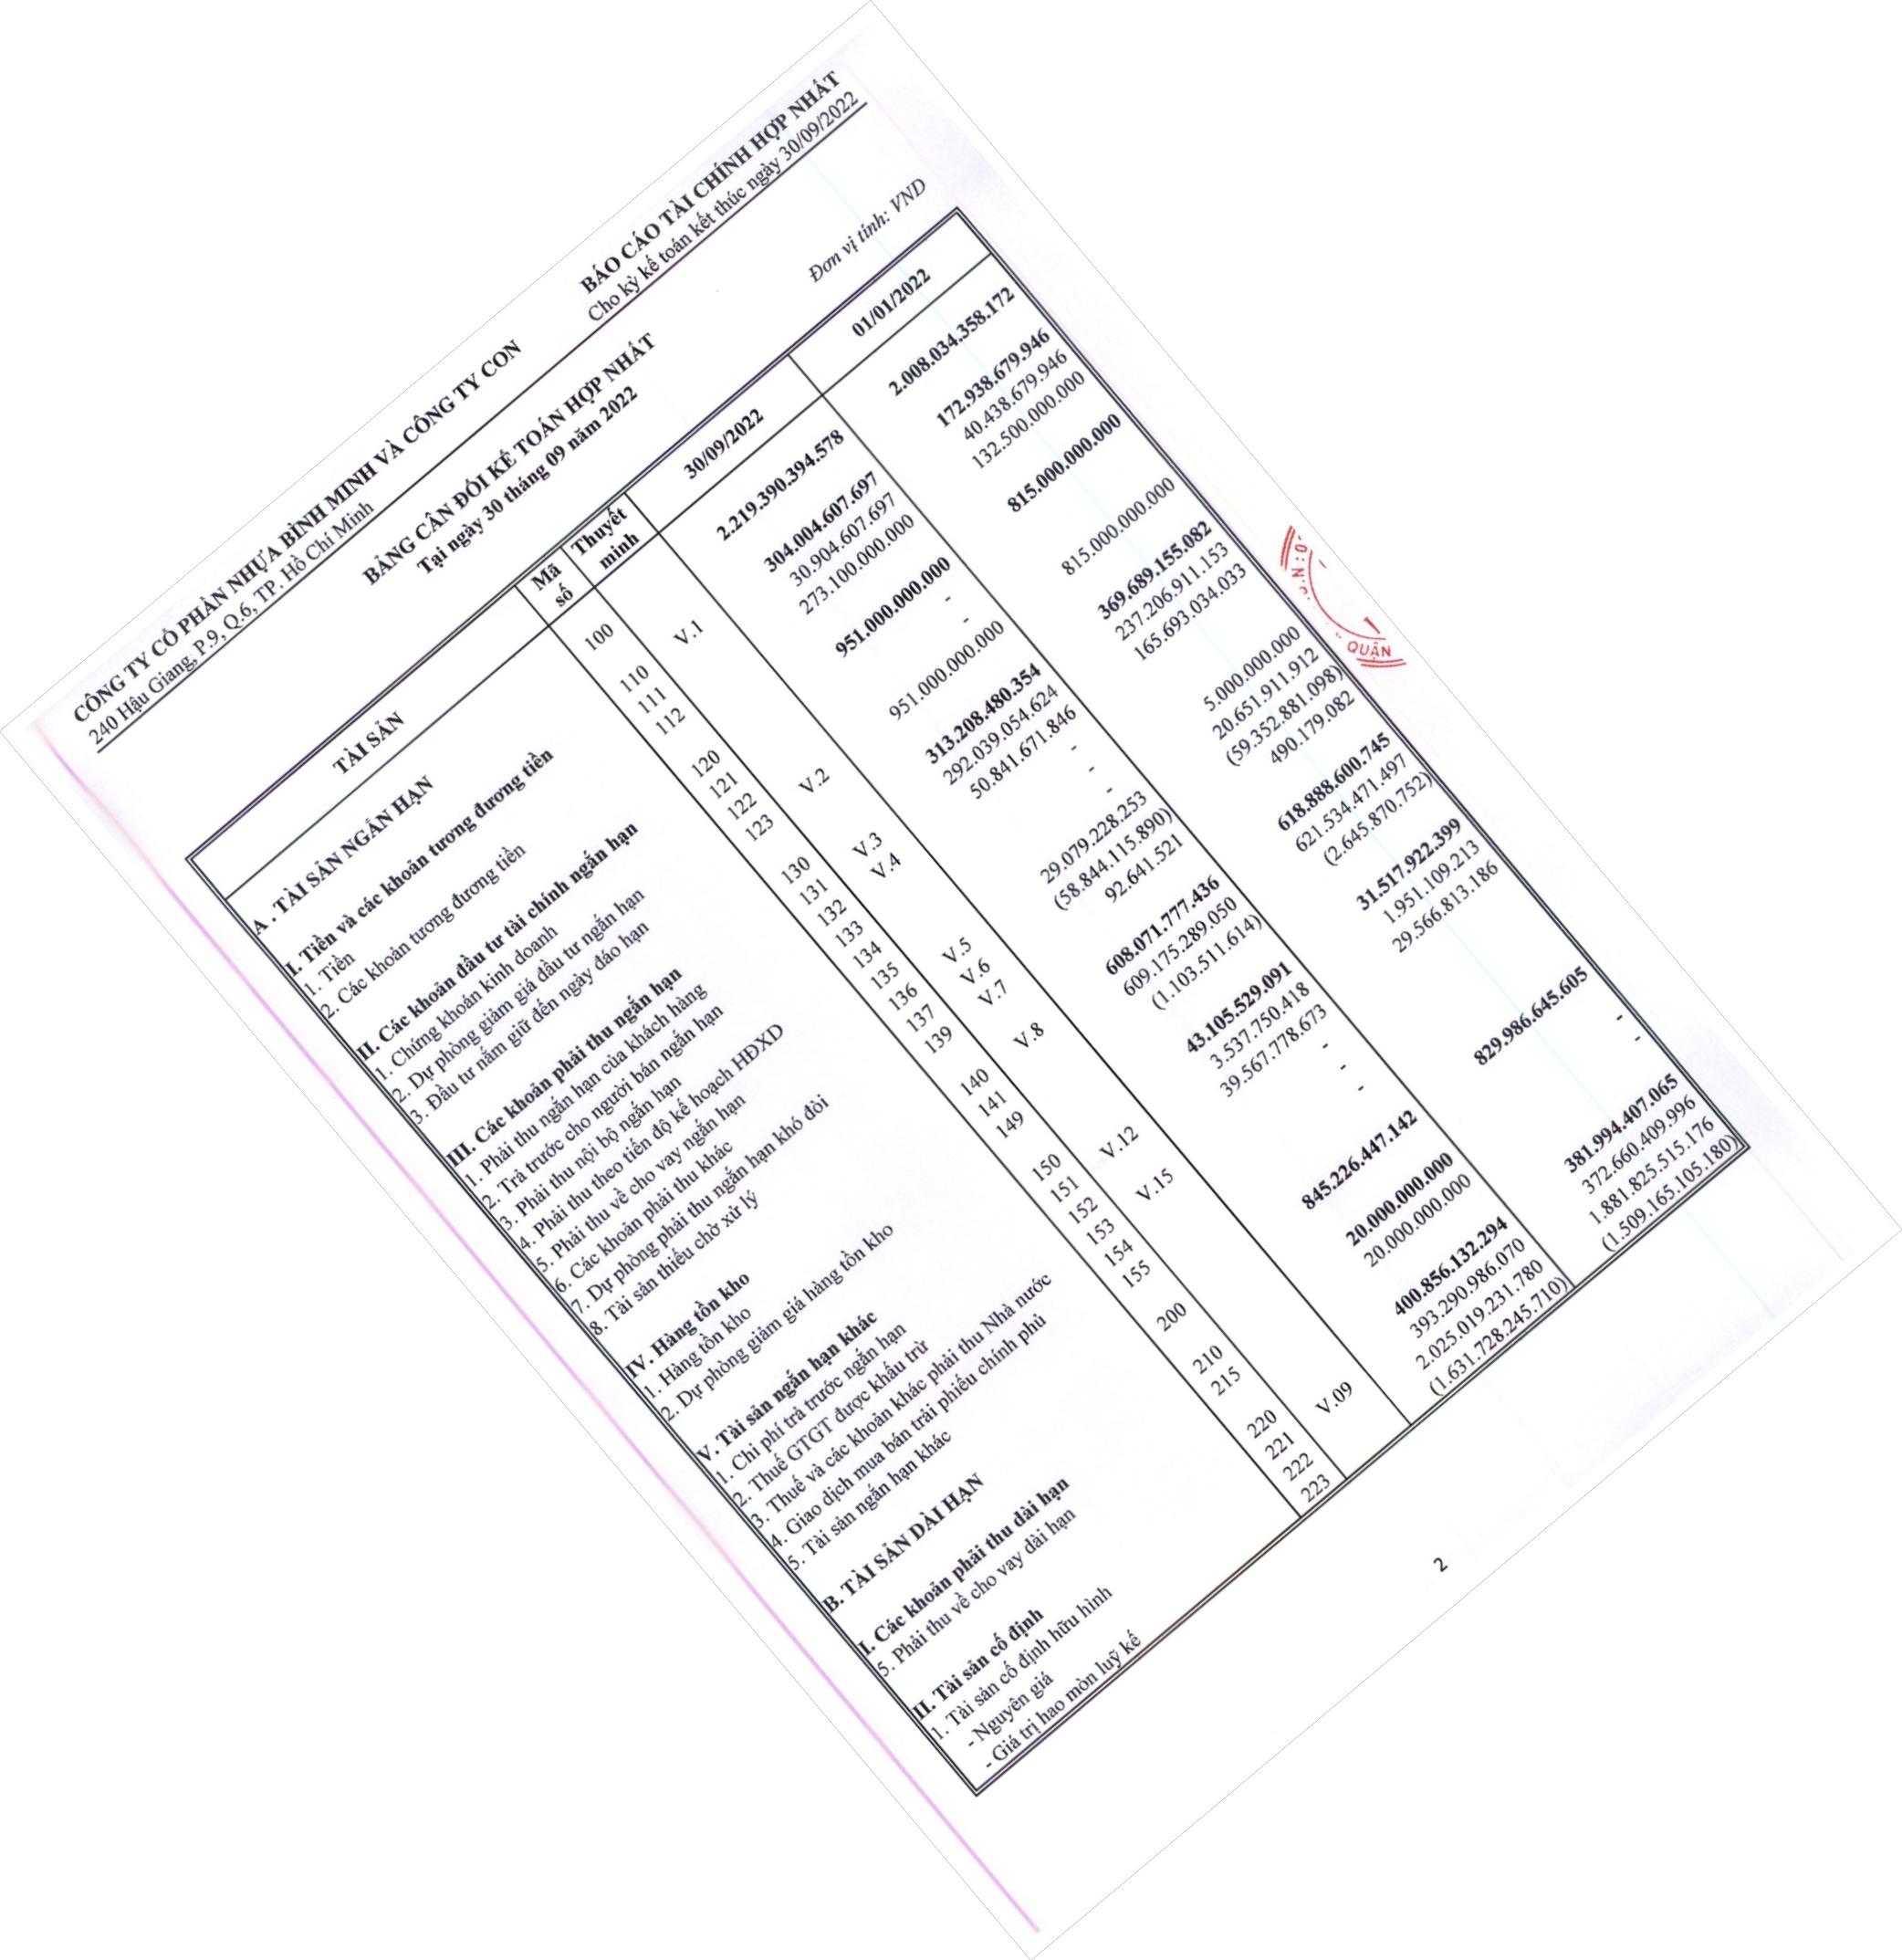 CÔNG TY CỔ PHẦN NHỰA BÌNH MINH VÀ CÔNG TY CON BÁO CÁO TÀI CHÍNH HỢP NHẤT
240 Hậu Giang, P.9, Q.6, TP. Hồ Chí Minh Cho kỳ kế toán kết thúc ngày 30/09/2022
BẢNG CÂN ĐỐI KẾ TOÁN HỢP NHẤT
Tại ngày 30 tháng 09 năm 2022
Đơn vị tính: VND
TÀI SẢN Mã số Thuyết minh 30/09/2022 01/01/2022
A . TÀI SẢN NGẮN HẠN 100 2.219.390.394.578 2.008.034.358.172
I. Tiền và các khoản tương đương tiền 110 V.1 304.004.607.697 172.938.679.946
1. Tiền 111 30.904.607.697 40.438.679.946
2. Các khoản tương đương tiền 112 273.100.000.000 132.500.000.000
II. Các khoản đầu tư tài chính ngắn hạn 120 951.000.000.000 815.000.000.000
1. Chứng khoán kinh doanh 121 -
2. Dự phòng giảm giá đầu tư ngắn hạn 122 -
3. Đầu tư nắm giữ đến ngày đáo hạn 123 V.2 951.000.000.000 815.000.000.000
III. Các khoản phải thu ngắn hạn 130 313.208.480.354 369.689.155.082
1. Phải thu ngắn hạn của khách hàng 131 V.3 292.039.054.624 237.206.911.153
2. Trả trước cho người bán ngắn hạn 132 V.4 50.841.671.846 165.693.034.033
3. Phải thu nội bộ ngắn hạn 133 -
4. Phải thu theo tiến độ kế hoạch HĐXD 134 -
5. Phải thu về cho vay ngắn hạn 135 - 5.000.000.000
6. Các khoản phải thu khác 136 V.5 29.079.228.253 20.651.911.912
7. Dự phòng phải thu ngắn hạn khó đòi 137 V.6 (58.844.115.890) (59.352.881.098)
8. Tài sản thiếu chờ xử lý 139 V.7 92.641.521 490.179.082
IV. Hàng tồn kho 140 V.8 608.071.777.436 618.888.600.745
1. Hàng tồn kho 141 609.175.289.050 621.534.471.497
2. Dự phòng giảm giá hàng tồn kho 149 (1.103.511.614) (2.645.870.752)
V. Tài sản ngắn hạn khác 150 43.105.529.091 31.517.922.399
1. Chi phí trả trước ngắn hạn 151 V.12 3.537.750.418 1.951.109.213
2. Thuế GTGT được khấu trừ 152 39.567.778.673 29.566.813.186
3. Thuế và các khoản khác phải thu Nhà nước 153 V.15 -
4. Giao dịch mua bán trải phiếu chính phủ 154 -
5. Tài sản ngắn hạn khác 155 -
B. TÀI SẢN DÀI HẠN 200 845.226.447.142 829.986.645.605
I. Các khoản phải thu dài hạn 210 20.000.000.000 -
5. Phải thu về cho vay dài hạn 215 20.000.000.000 -
II. Tài sản cố định 220 400.856.132.294 381.994.407.065
1. Tài sản cố định hữu hình 221 V.09 393.290.986.070 372.660.409.996
- Nguyên giá 222 2.025.019.231.780 1.881.825.515.176
- Giá trị hao mòn luỹ kế 223 (1.631.728.245.710) (1.509.165.105.180)
QUẬN
2